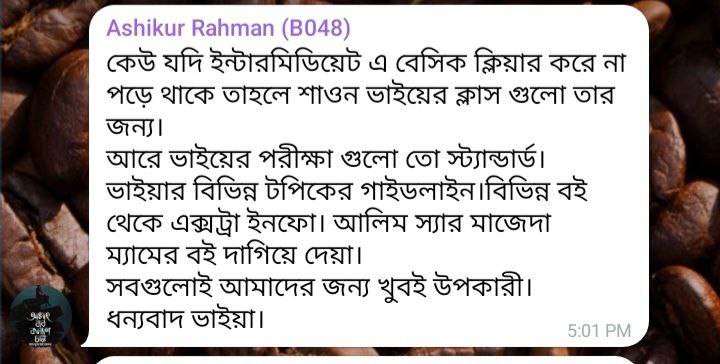 Ashikur Rahman (B048)
কেউ যদি ইন্টারমিডিয়েট এ বেসিক ক্লিয়ার করে না
পড়ে থাকে তাহলে শাওন ভাইয়ের ক্লাস গুলো তার
জন্য।
আরে ভাইয়ের পরীক্ষা গুলো তো স্ট্যান্ডার্ড।
ভাইয়ার বিভিন্ন টপিকের গাইডলাইন।বিভিন্ন বই
থেকে এক্সট্রা ইনফো। আলিম স্যার মাজেদা
ম্যামের বই দাগিয়ে দেয়া।
সবগুলোই আমাদের জন্য খুবই উপকারী।
ধন্যবাদ ভাইয়া।
5:01 PM